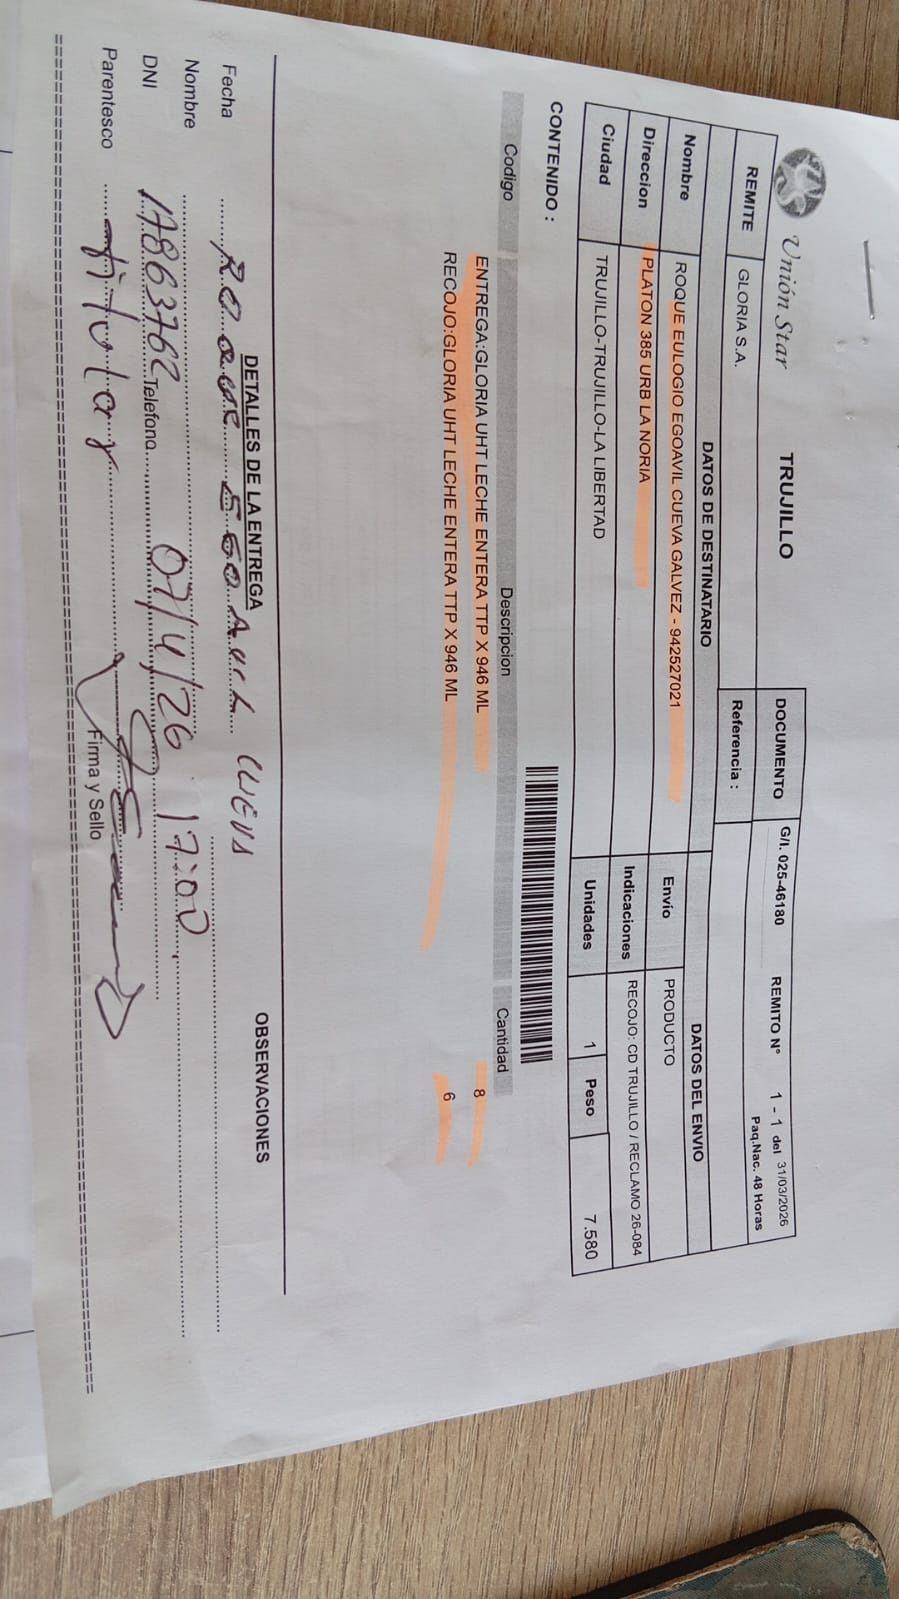 Unión Star
TRUJILLO
DOCUMENTO G/I. 025-46180 REMITO N° 1 - 1 del 31/03/2026
Paq.Nac. 48 Horas
REMITE GLORIA S.A. Referencia :
DATOS DE DESTINATARIO DATOS DEL ENVIO
Nombre ROQUE EULOGIO EGOAVIL CUEVA GALVEZ - 942527021 Envío PRODUCTO
Direccion PLATON 385 URB LA NORIA Indicaciones RECOJO: CD TRUJILLO / RECLAMO 26-084
Ciudad TRUJILLO-TRUJILLO-LA LIBERTAD Unidades 1 Peso 7.580
CONTENIDO :
Codigo Descripcion Cantidad
ENTREGA:GLORIA UHT LECHE ENTERA TTP X 946 ML 8
RECOJO:GLORIA UHT LECHE ENTERA TTP X 946 ML 6
DETALLES DE LA ENTREGA OBSERVACIONES
Fecha Roque Egoavil Cueva
Nombre 07/4/26 17:00
DNI 17863762 Telefono
Parentesco titular
Firma y Sello